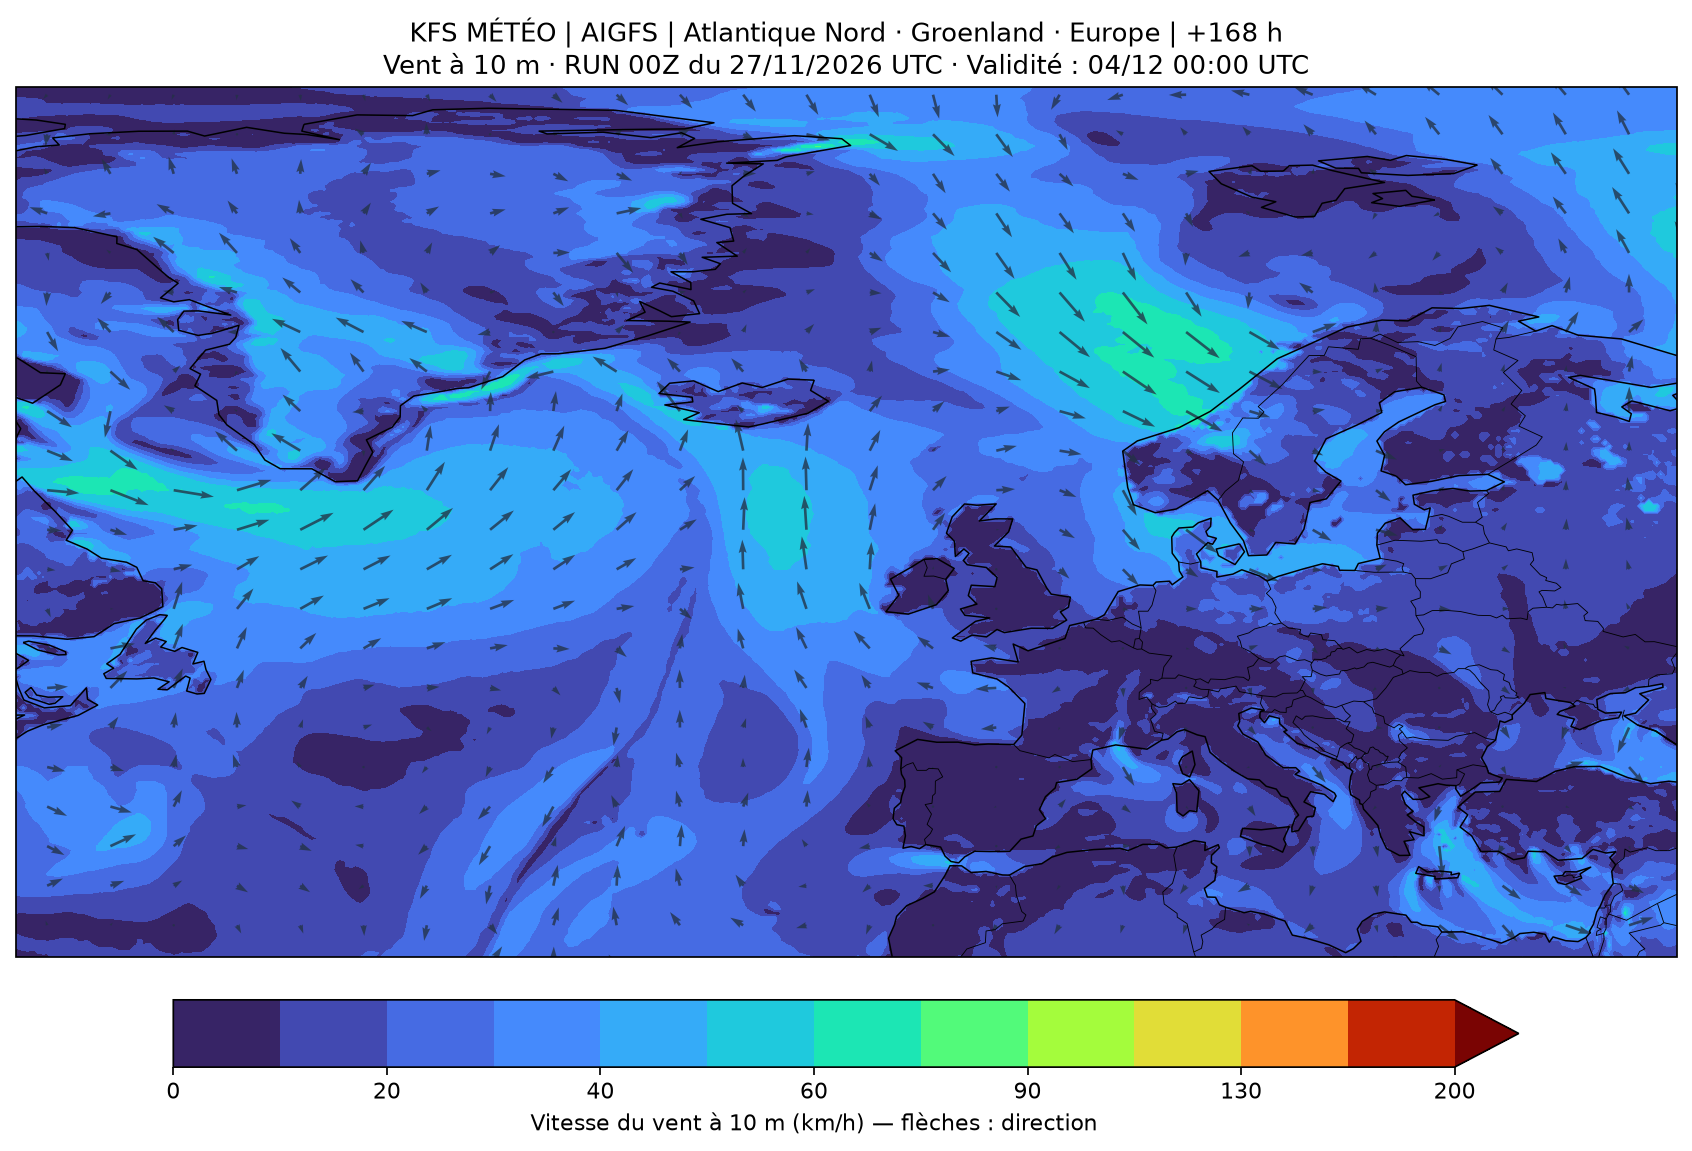 KFS MÉTÉO | AIGFS | Atlantique Nord · Groenland · Europe | +168 h
Vent à 10 m · RUN 00Z du 27/11/2026 UTC · Validité : 04/12 00:00 UTC
0 20 40 60 90 130 200
Vitesse du vent à 10 m (km/h) — flèches : direction